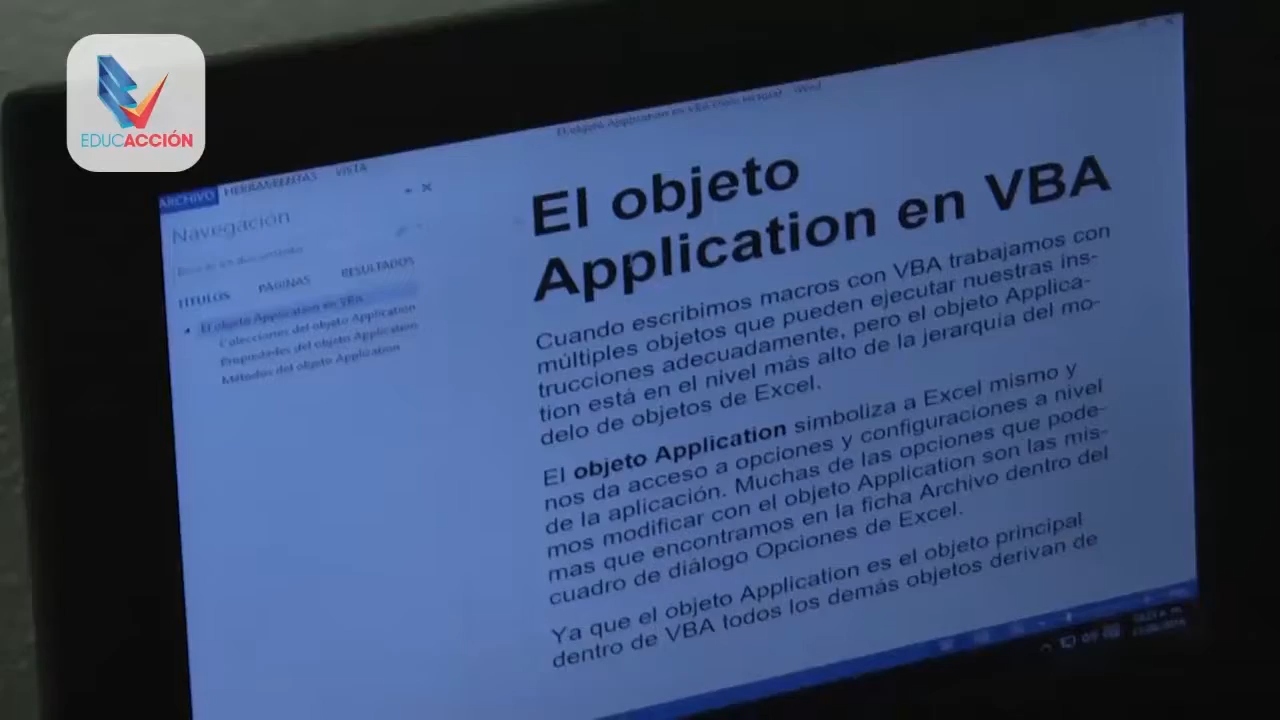 EDUCACCIÓN
El objeto Application en VBA - Word
ARCHIVO HERRAMIENTAS VISTA
Navegación
TÍTULOS PÁGINAS RESULTADOS
El objeto Application en VBA
Colecciones del objeto Application
Propiedades del objeto Application
Métodos del objeto Application
El objeto
Application en VBA
Cuando escribimos macros con VBA trabajamos con
múltiples objetos que pueden ejecutar nuestras ins-
trucciones adecuadamente, pero el objeto Applica-
tion está en el nivel más alto de la jerarquía del mo-
delo de objetos de Excel.
El objeto Application simboliza a Excel mismo y
nos da acceso a opciones y configuraciones a nivel
de la aplicación. Muchas de las opciones que pode-
mos modificar con el objeto Application son las mis-
mas que encontramos en la ficha Archivo dentro del
cuadro de diálogo Opciones de Excel.
Ya que el objeto Application es el objeto principal
dentro de VBA todos los demás objetos derivan de